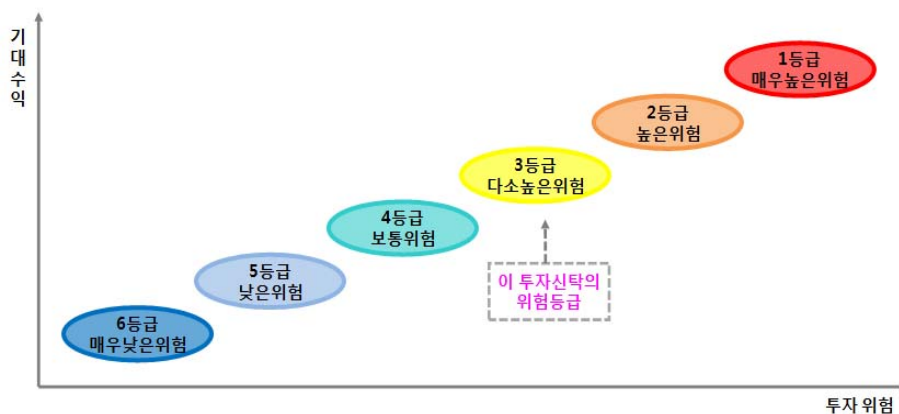 기대수익
1등급
매우높은위험
2등급
높은위험
3등급
다소높은위험
4등급
보통위험
5등급
낮은위험
이 투자신탁의
위험등급
6등급
매우낮은위험
투자 위험